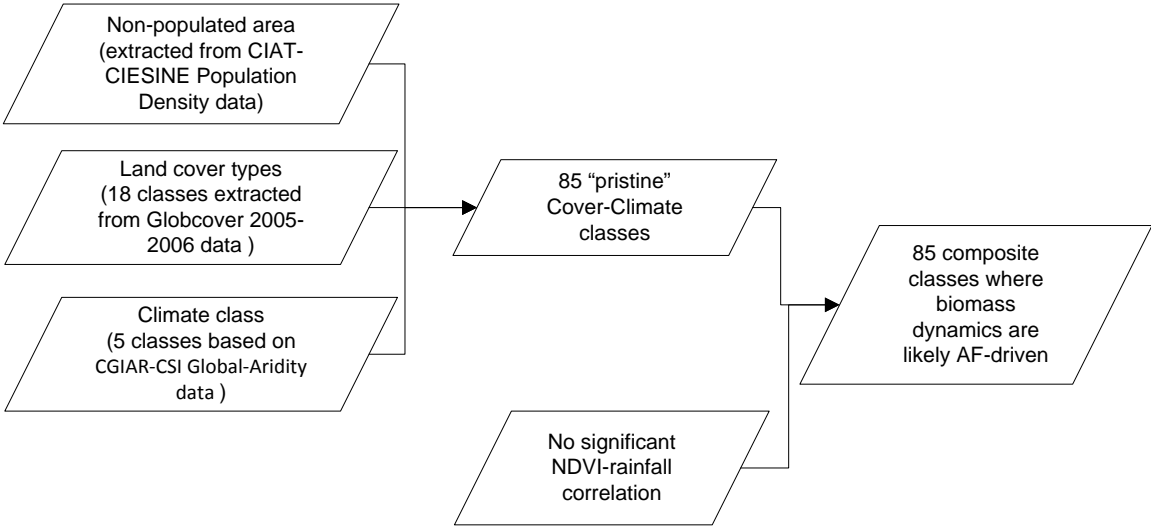 Non-populated area
(extracted from CIAT-
CIESINE Population
Density data)
Land cover types
(18 classes extracted
from Globcover 2005-
2006 data )
Climate class
(5 classes based on
CGIAR-CSI Global-Aridity
data )
85 “pristine”
Cover-Climate
classes
No significant
NDVI-rainfall
correlation
85 composite
classes where
biomass
dynamics are
likely AF-driven